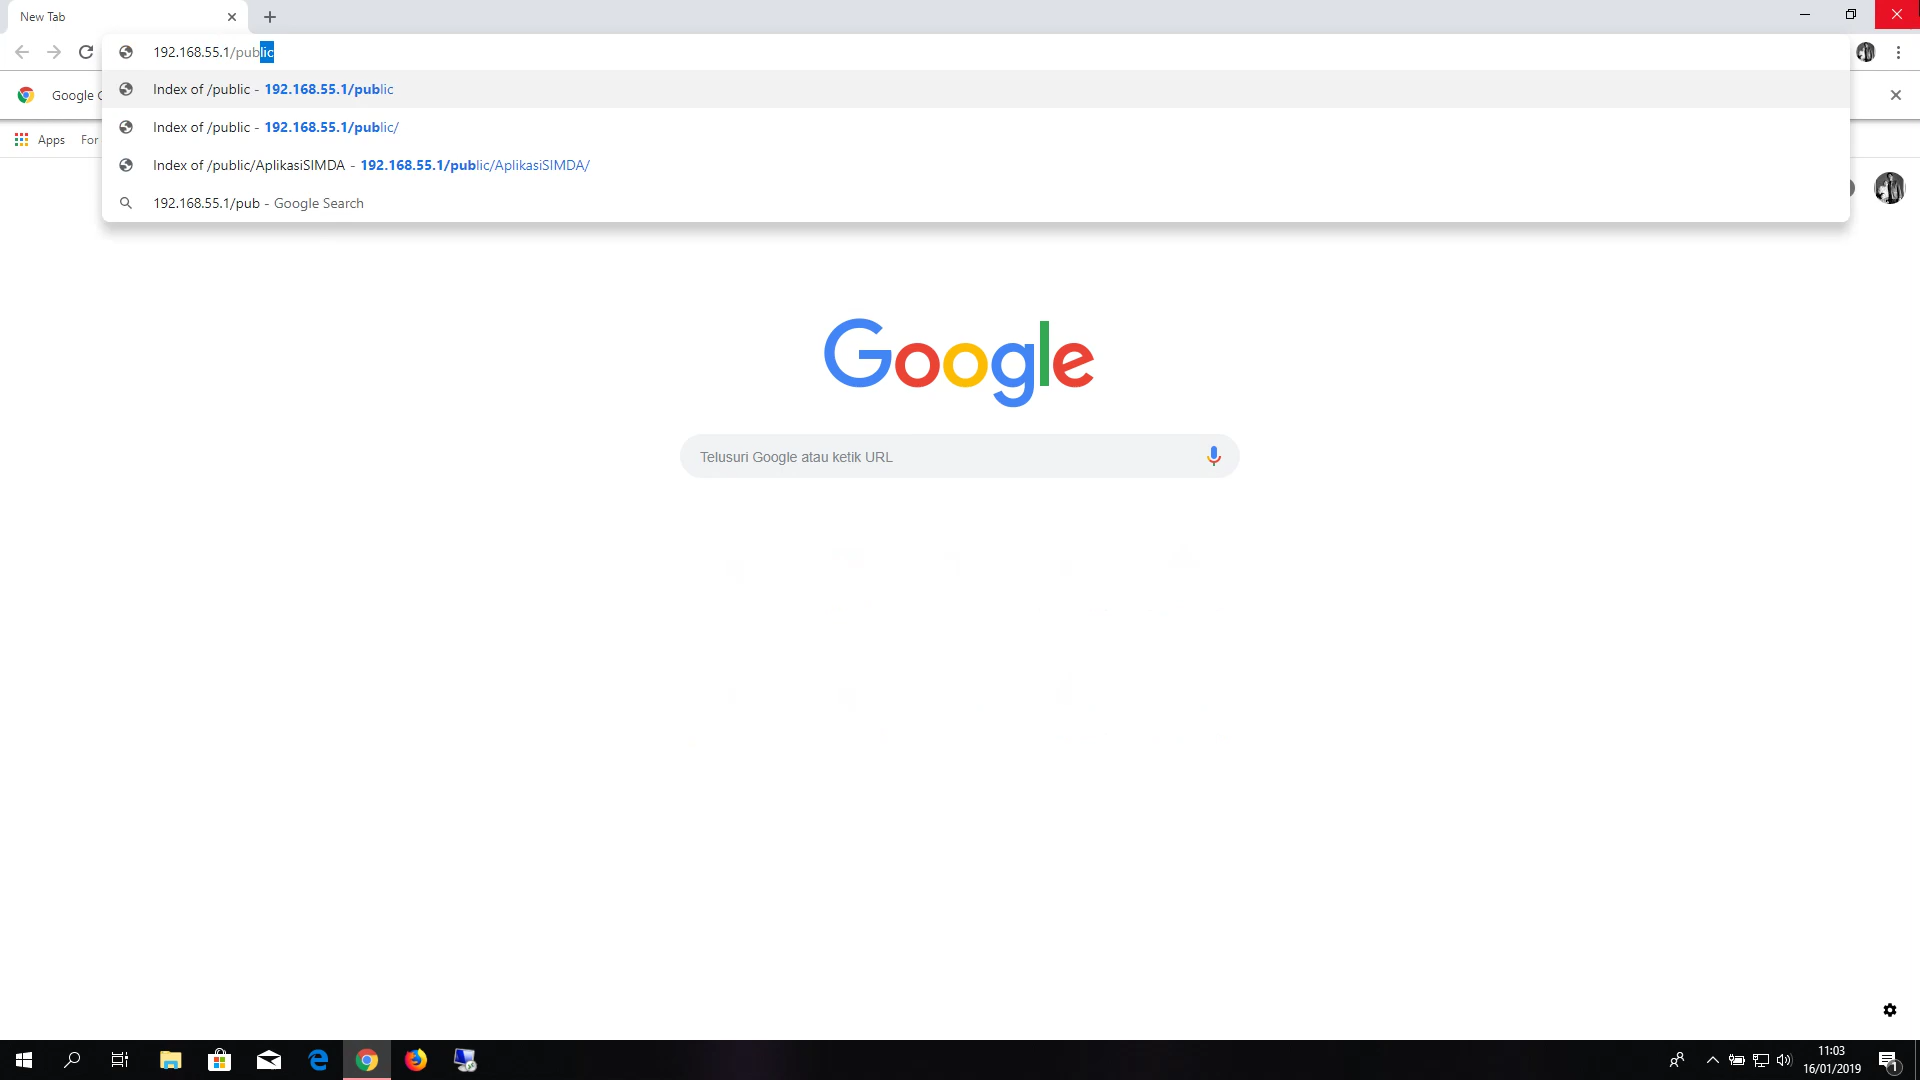 New Tab
192.168.55.1/public
Index of /public - 192.168.55.1/public
Google
Index of /public - 192.168.55.1/public/
Apps For
Index of /public/AplikasiSIMDA - 192.168.55.1/public/AplikasiSIMDA/
192.168.55.1/pub - Google Search
Google
Telusuri Google atau ketik URL
11:03
16/01/2019
1